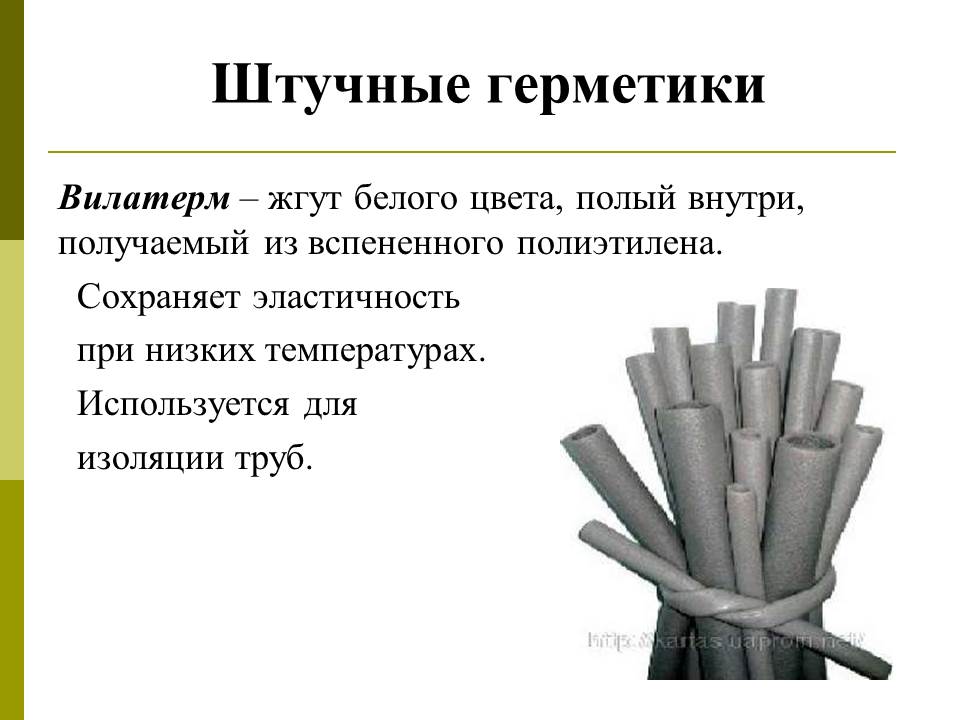 Штучные герметики
Вилатерм – жгут белого цвета, полый внутри,
получаемый из вспененного полиэтилена.
Сохраняет эластичность
при низких температурах.
Используется для
изоляции труб.
http://kartas.uaprom.net/